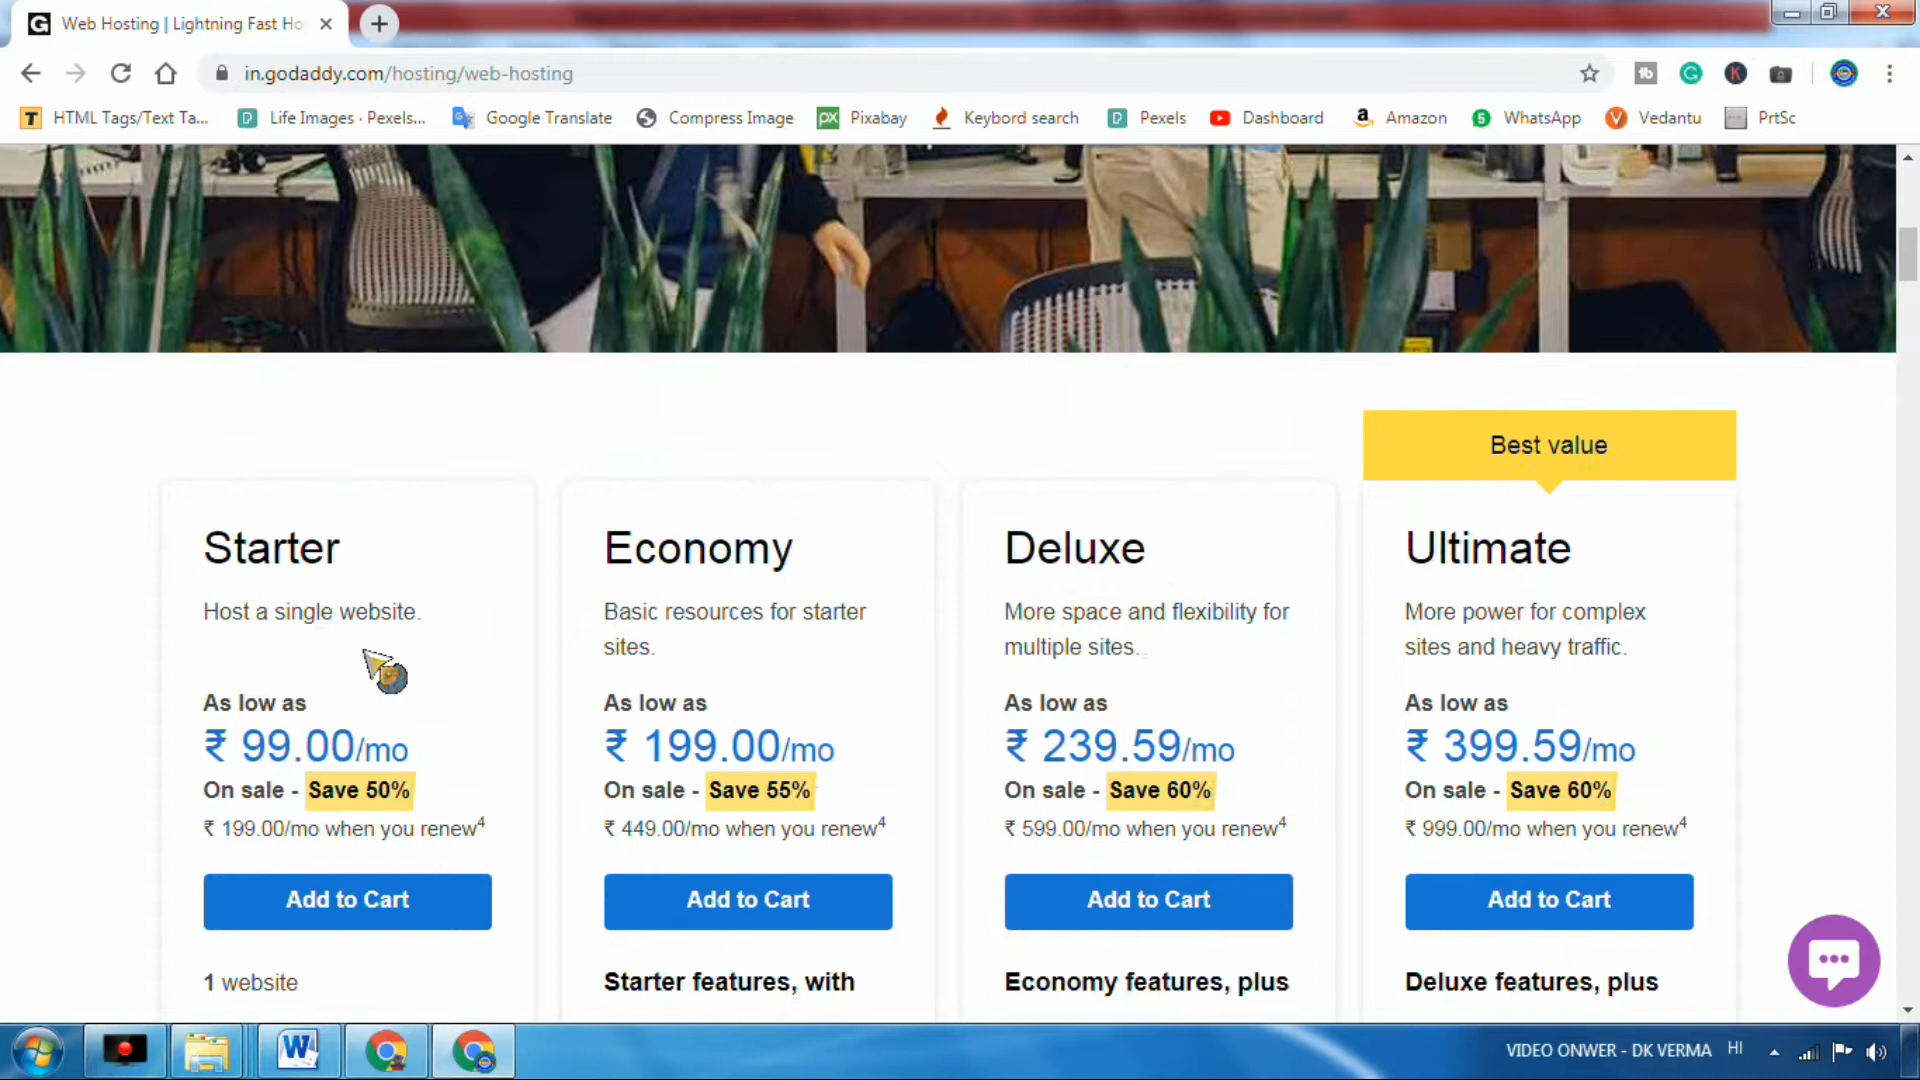 Web Hosting | Lightning Fast Ho
in.godaddy.com/hosting/web-hosting
HTML Tags/Text Ta...
Life Images · Pexels...
Google Translate
Compress Image
Pixabay
Keybord search
Pexels
Dashboard
Amazon
WhatsApp
Vedantu
PrtSc
Best value
Starter
Host a single website.
As low as
₹ 99.00/mo
On sale - Save 50%
₹ 199.00/mo when you renew4
Add to Cart
1 website
Economy
Basic resources for starter
sites.
As low as
₹ 199.00/mo
On sale - Save 55%
₹ 449.00/mo when you renew4
Add to Cart
Starter features, with
Deluxe
More space and flexibility for
multiple sites.
As low as
₹ 239.59/mo
On sale - Save 60%
₹ 599.00/mo when you renew4
Add to Cart
Economy features, plus
Ultimate
More power for complex
sites and heavy traffic.
As low as
₹ 399.59/mo
On sale - Save 60%
₹ 999.00/mo when you renew4
Add to Cart
Deluxe features, plus
VIDEO ONWER - DK VERMA HI